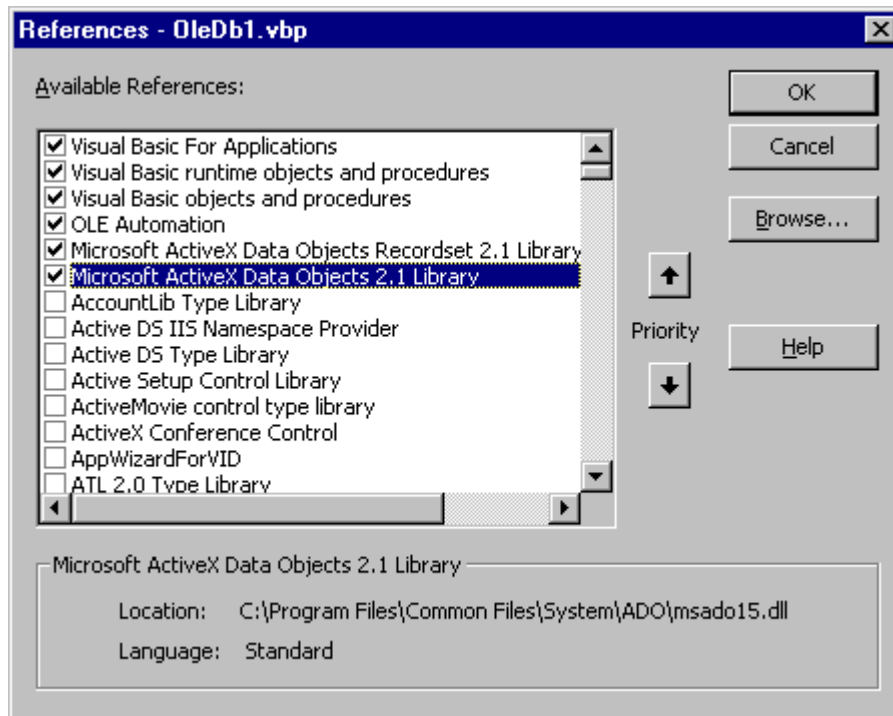 References - OleDb1.vbp
Available References:
OK
Cancel
Browse...
Help
Visual Basic For Applications
Visual Basic runtime objects and procedures
Visual Basic objects and procedures
OLE Automation
Microsoft ActiveX Data Objects Recordset 2.1 Library
Microsoft ActiveX Data Objects 2.1 Library
AccountLib Type Library
Active DS IIS Namespace Provider
Active DS Type Library
Active Setup Control Library
ActiveMovie control type library
ActiveX Conference Control
AppWizardForVID
ATL 2.0 Type Library
Priority
Microsoft ActiveX Data Objects 2.1 Library
Location: C:\Program Files\Common Files\System\ADO\msado15.dll
Language: Standard